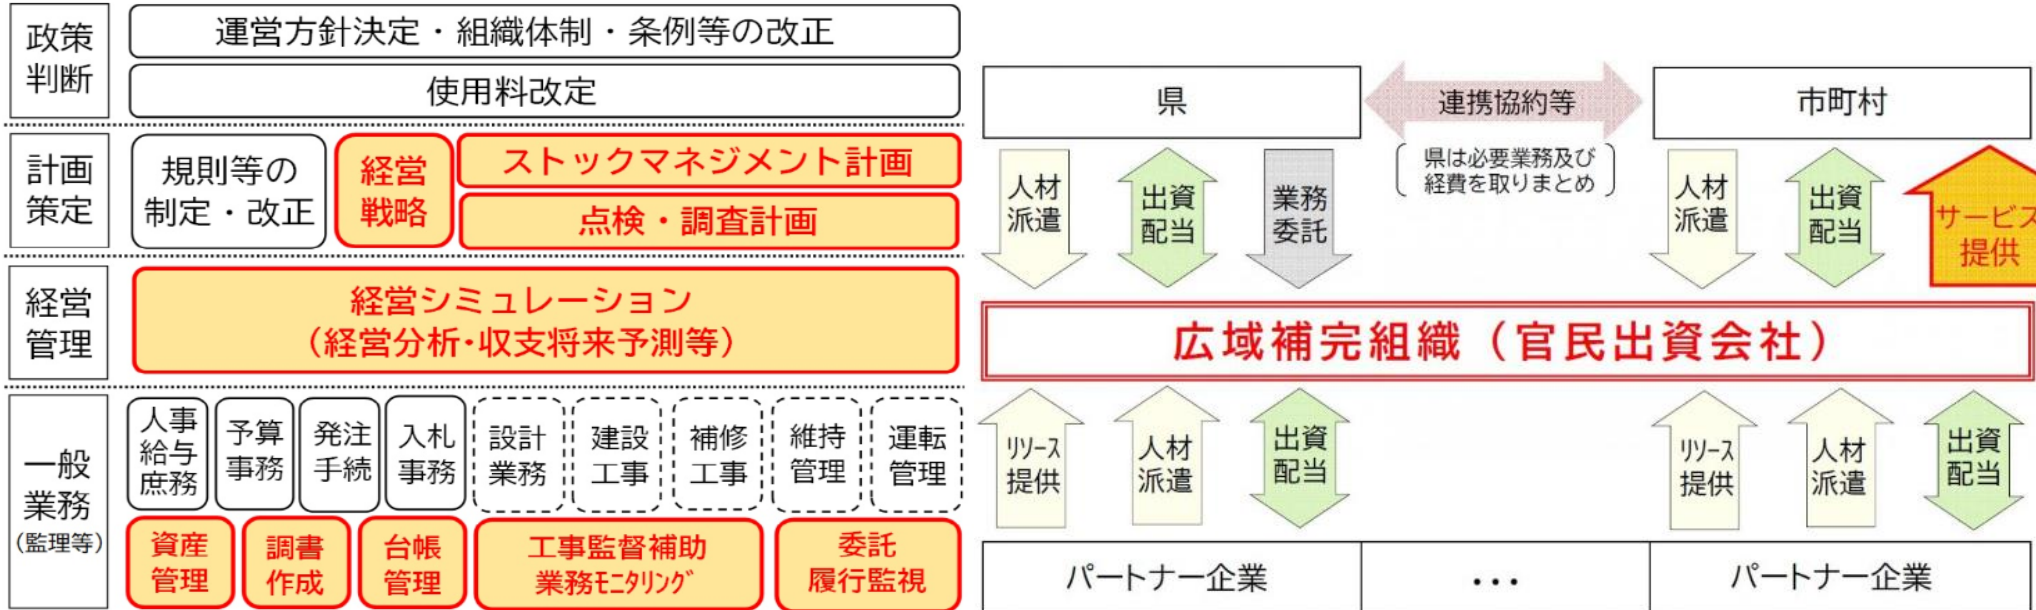 政策
判断
運営方針決定・組織体制・条例等の改正
使用料改定
計画
策定
規則等の
制定・改正
経営
戦略
ストックマネジメント計画
点検・調査計画
経営
管理
経営シミュレーション
（経営分析・収支将来予測等）
一般
業務
（監理等）
人事
給与
庶務
予算
事務
発注
手続
入札
事務
設計
業務
建設
工事
補修
工事
維持
管理
運転
管理
資産
管理
調書
作成
台帳
管理
工事監督補助
業務ﾓﾆﾀﾘﾝｸﾞ
委託
履行監視
県
連携協約等
市町村
県は必要業務及び
経費を取りまとめ
人材
派遣
出資
配当
業務
委託
人材
派遣
出資
配当
サービス
提供
広域補完組織（官民出資会社）
ﾘｿｰｽ
提供
人材
派遣
出資
配当
ﾘｿｰｽ
提供
人材
派遣
出資
配当
パートナー企業
・・・
パートナー企業